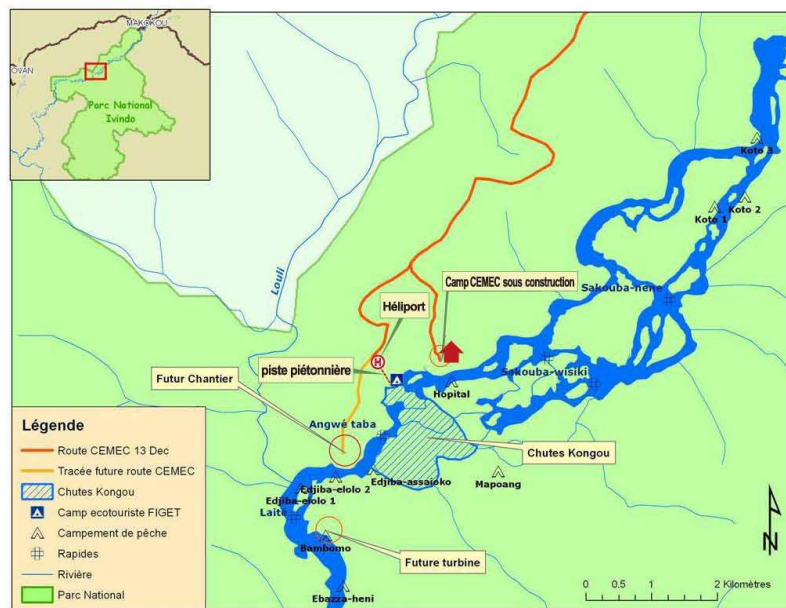 MAKOKOU
OVAN
Parc National
Ivindo
Louli
Koto 3
Koto 1
Koto 2
Sakouba-nene
Camp CEMEC sous construction
Héliport
H
piste piétonnière
Sakouba-wisiki
Hopital
Futur Chantier
Angwé taba
Chutes Kongou
Edjiba-assaioko
Mapoang
Edjiba-elolo 2
Edjiba-elolo 1
Laite
Bambomo
Future turbine
Ebazza-heni
Légende
Route CEMEC 13 Dec
Tracée future route CEMEC
Chutes Kongou
Camp ecotouriste FIGET
Campement de pêche
Rapides
Rivière
Parc National
N
0 0.5 1 2 Kilomètres